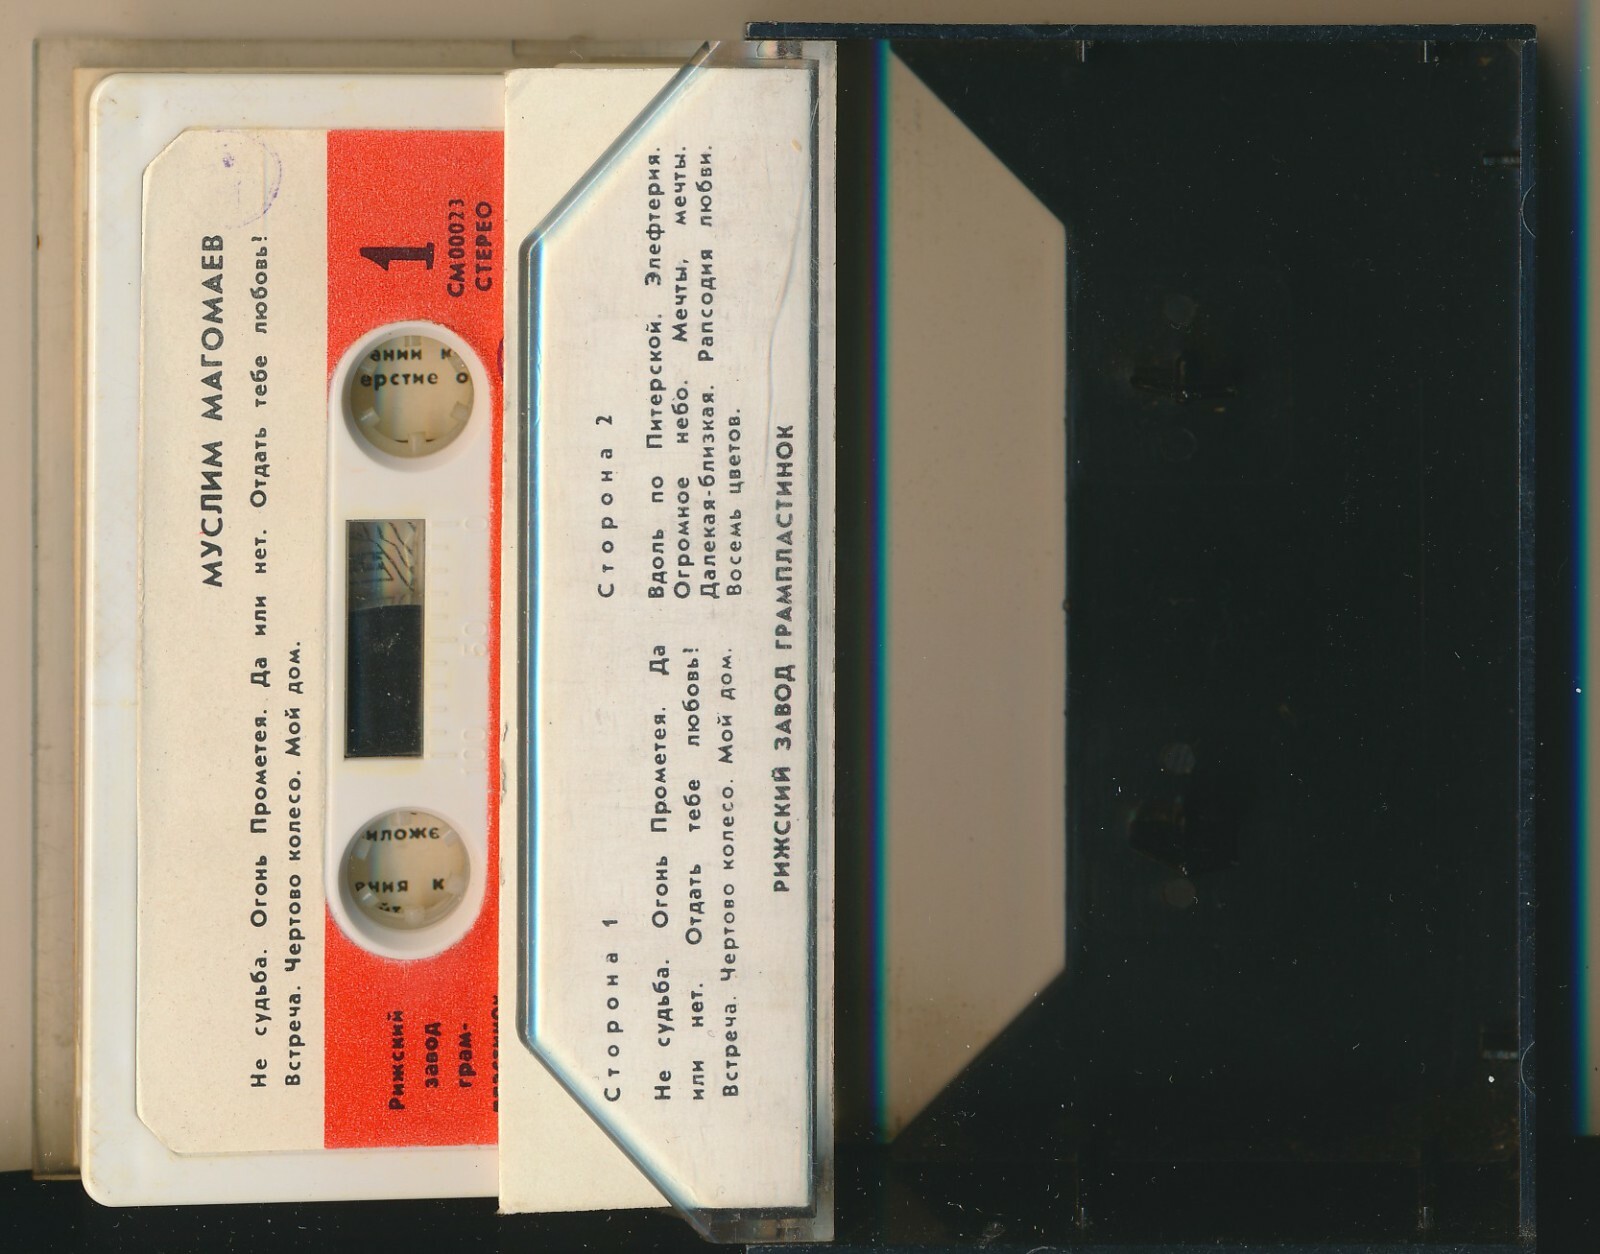 МУСЛИМ МАГОМАЕВ
Не судьба. Огонь Прометея. Да или нет. Отдать тебе любовь!
Встреча. Чертово колесо. Мой дом.
1
СМ00023
СТЕРЕО
Рижский
завод
грам-
Сторона 1
Не судьба. Огонь Прометея. Да
или нет. Отдать тебе любовь!
Встреча. Чертово колесо. Мой дом.
Сторона 2
Вдоль по Питерской. Элефтерия.
Огромное небо. Мечты, мечты.
Далекая-близкая. Рапсодия любви.
Восемь цветов.
РИЖСКИЙ ЗАВОД ГРАМПЛАСТИНОК